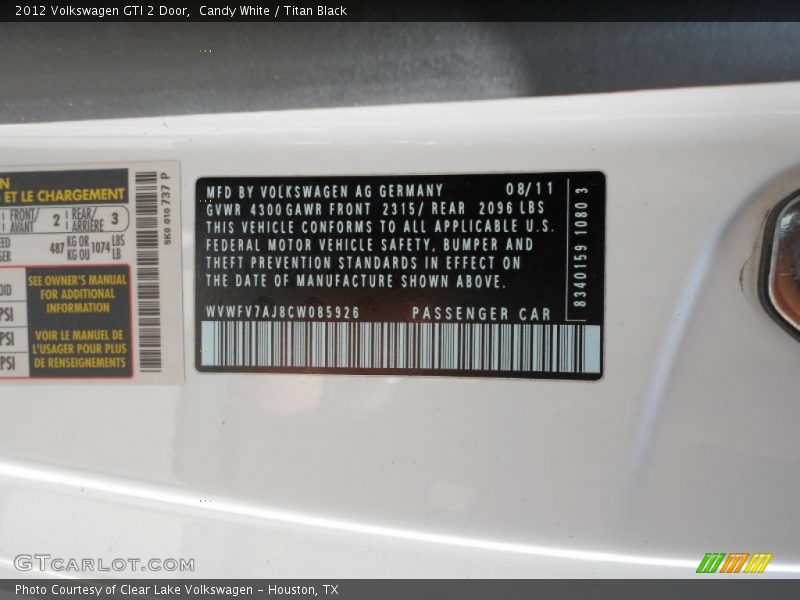 2012 Volkswagen GTI 2 Door,  Candy White / Titan Black
N
ET LE CHARGEMENT
FRONT/ AVANT 2 REAR/ ARRIÈRE 3
487 KG OR KG OU 1074 LBS LB
SEE OWNER'S MANUAL
FOR ADDITIONAL
INFORMATION
PSI
PSI
PSI
VOIR LE MANUEL DE
L'USAGER POUR PLUS
DE RENSEIGNEMENTS
5K0 010 737 P
MFD BY VOLKSWAGEN AG GERMANY 08/11
GVWR 4300 GAWR FRONT 2315/ REAR 2096 LBS
THIS VEHICLE CONFORMS TO ALL APPLICABLE U.S.
FEDERAL MOTOR VEHICLE SAFETY, BUMPER AND
THEFT PREVENTION STANDARDS IN EFFECT ON
THE DATE OF MANUFACTURE SHOWN ABOVE.
WVWFV7AJ8CW085926 PASSENGER CAR
8340159 1080 3
GTCARLOT.COM
Photo Courtesy of Clear Lake Volkswagen – Houston, TX